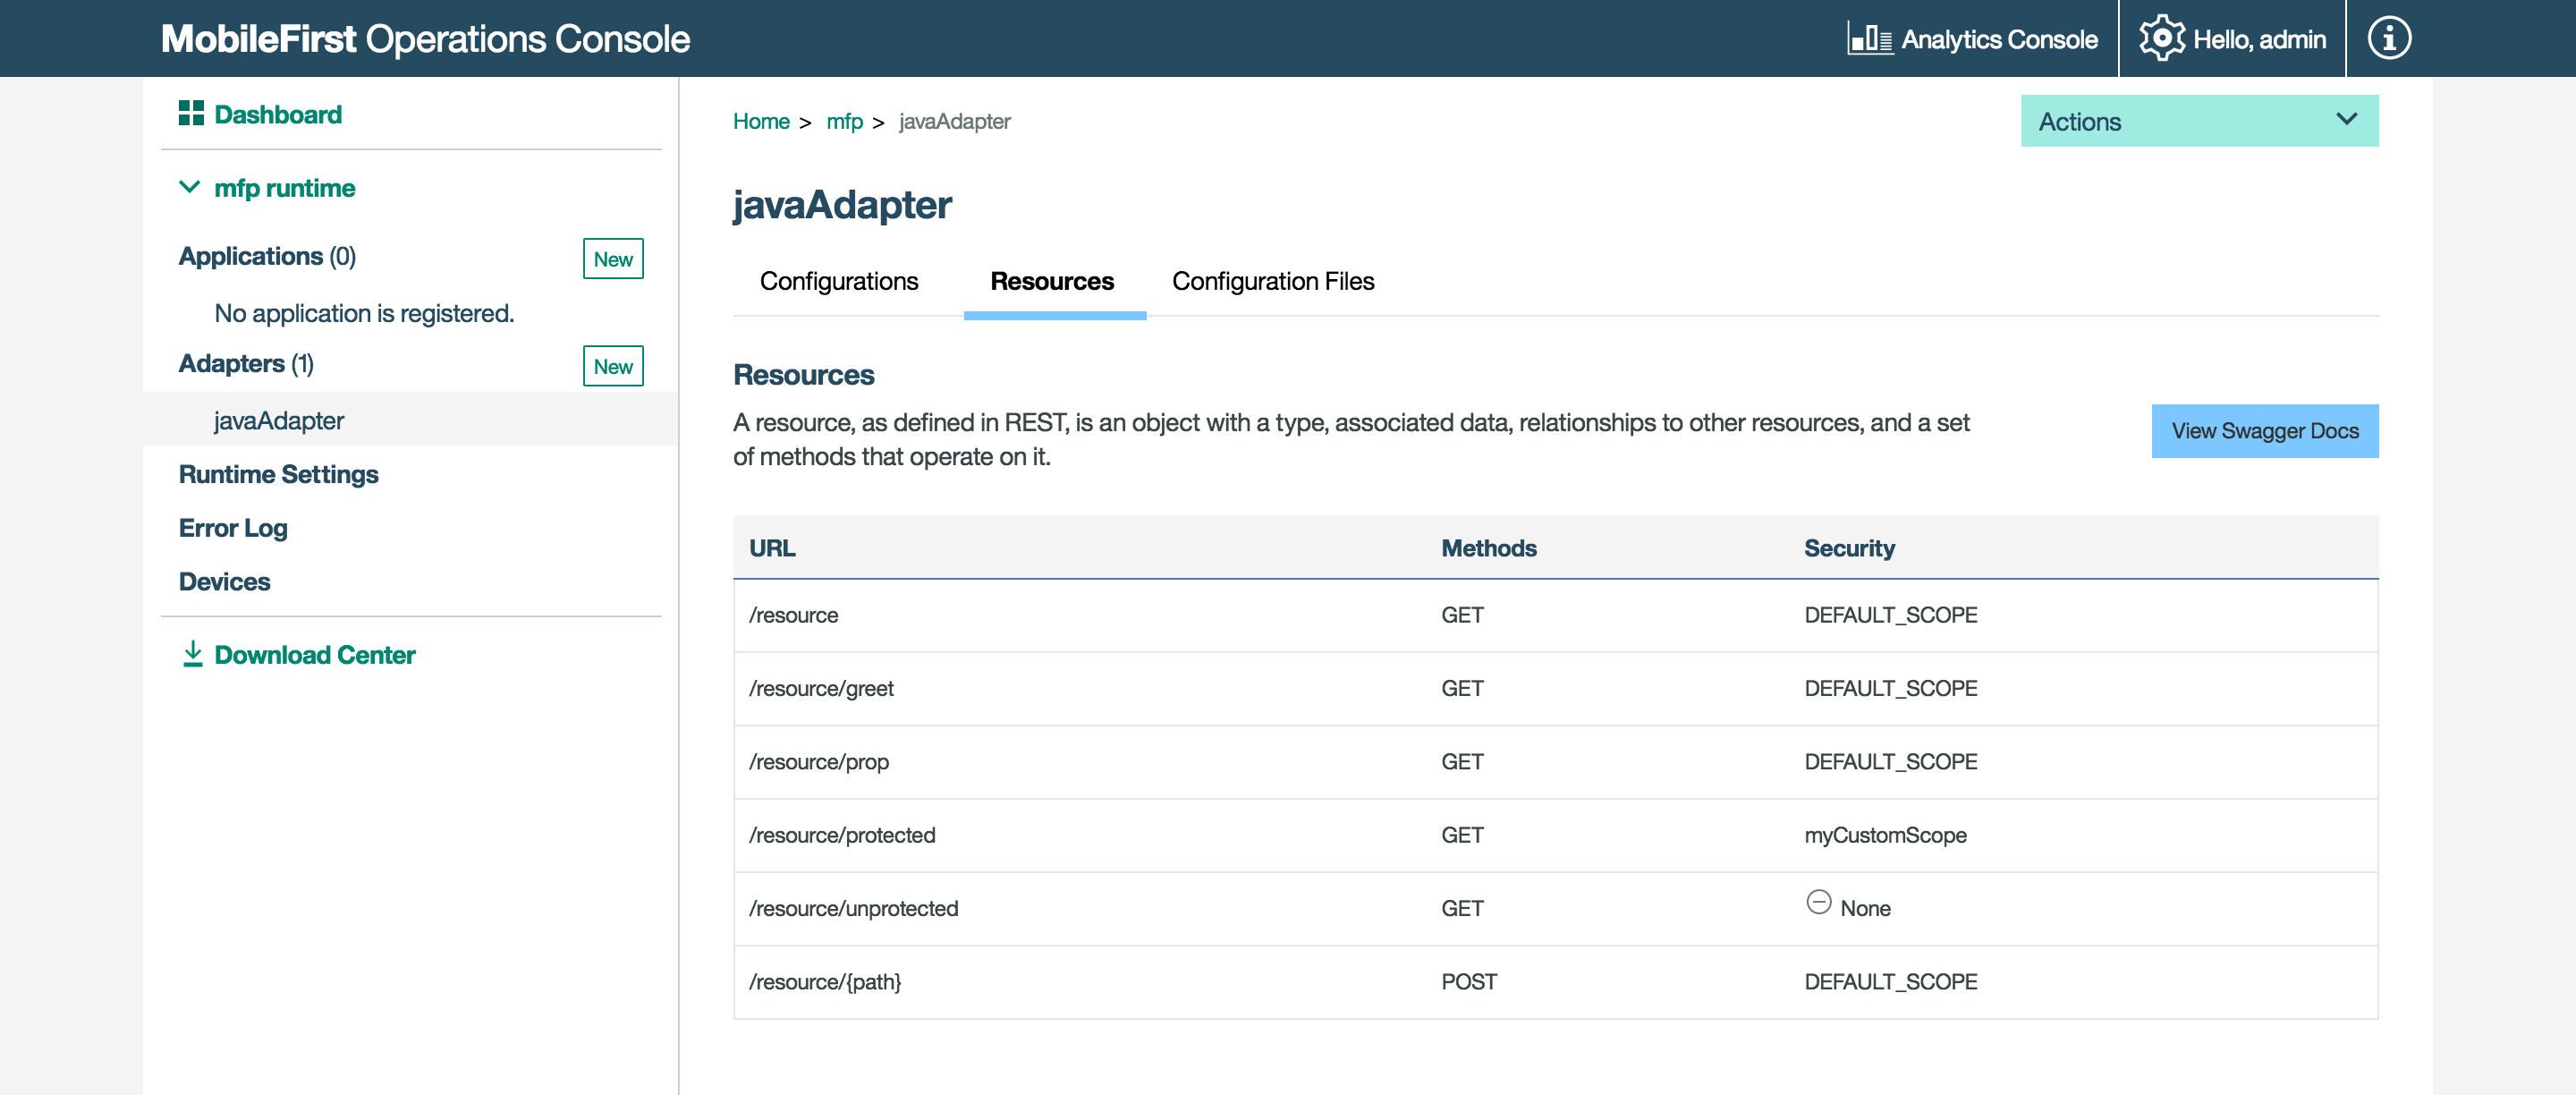 MobileFirst Operations Console
Analytics Console
Hello, admin
Dashboard
mfp runtime
Applications (0)
New
No application is registered.
Adapters (1)
New
javaAdapter
Runtime Settings
Error Log
Devices
Download Center
Home > mfp > javaAdapter
Actions
javaAdapter
Configurations Resources Configuration Files
Resources
A resource, as defined in REST, is an object with a type, associated data, relationships to other resources, and a set
of methods that operate on it.
View Swagger Docs
URL Methods Security
/resource GET DEFAULT_SCOPE
/resource/greet GET DEFAULT_SCOPE
/resource/prop GET DEFAULT_SCOPE
/resource/protected GET myCustomScope
/resource/unprotected GET None
/resource/{path} POST DEFAULT_SCOPE